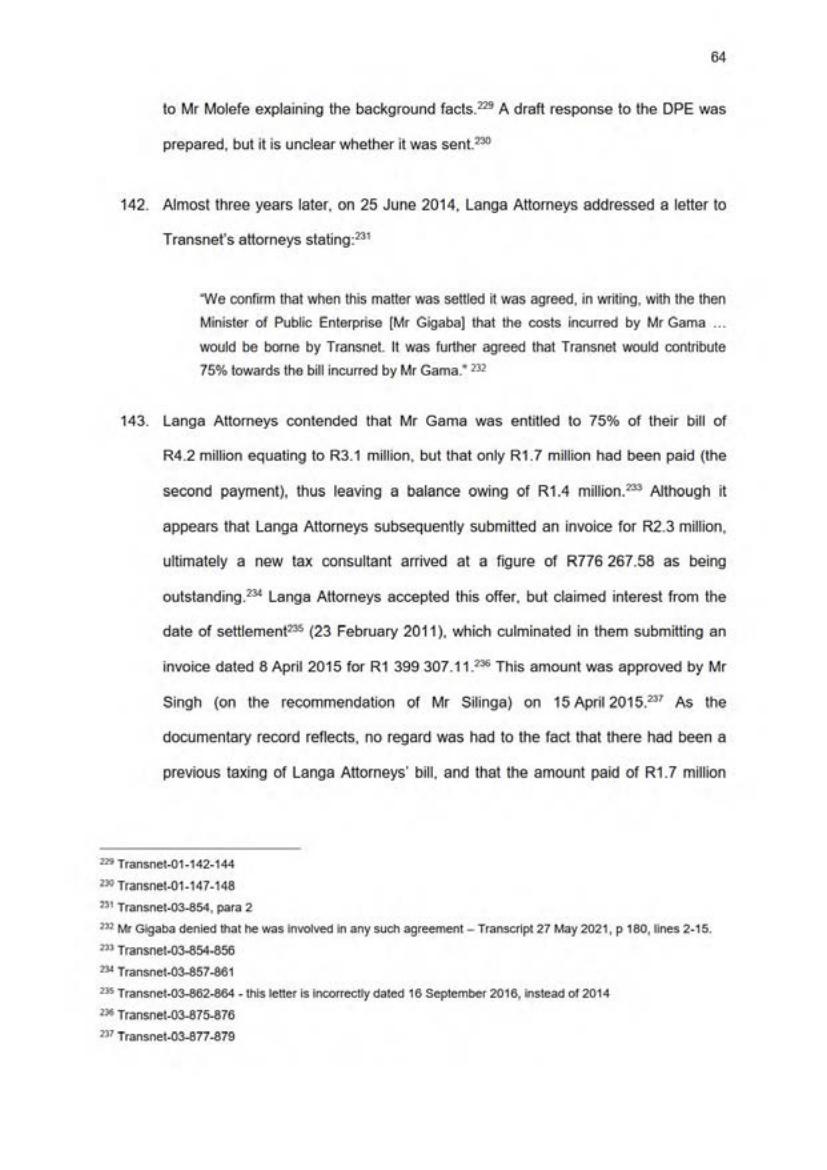 64
to Mr Molefe explaining the background facts.229 A draft response to the DPE was
prepared, but it is unclear whether it was sent.230
142. Almost three years later, on 25 June 2014, Langa Attorneys addressed a letter to
Transnet's attorneys stating:231
"We confirm that when this matter was settled it was agreed, in writing, with the then
Minister of Public Enterprise [Mr Gigaba] that the costs incurred by Mr Gama ...
would be borne by Transnet. It was further agreed that Transnet would contribute
75% towards the bill incurred by Mr Gama." 232
143. Langa Attorneys contended that Mr Gama was entitled to 75% of their bill of
R4.2 million equating to R3.1 million, but that only R1.7 million had been paid (the
second payment), thus leaving a balance owing of R1.4 million.233 Although it
appears that Langa Attorneys subsequently submitted an invoice for R2.3 million,
ultimately a new tax consultant arrived at a figure of R776 267.58 as being
outstanding.234 Langa Attorneys accepted this offer, but claimed interest from the
date of settlement235 (23 February 2011), which culminated in them submitting an
invoice dated 8 April 2015 for R1 399 307.11.236 This amount was approved by Mr
Singh (on the recommendation of Mr Silinga) on 15 April 2015.237 As the
documentary record reflects, no regard was had to the fact that there had been a
previous taxing of Langa Attorneys' bill, and that the amount paid of R1.7 million
229 Transnet-01-142-144
230 Transnet-01-147-148
231 Transnet-03-854, para 2
232 Mr Gigaba denied that he was involved in any such agreement – Transcript 27 May 2021, p 180, lines 2-15.
233 Transnet-03-854-856
234 Transnet-03-857-861
235 Transnet-03-862-864 - this letter is incorrectly dated 16 September 2016, instead of 2014
236 Transnet-03-875-876
237 Transnet-03-877-879